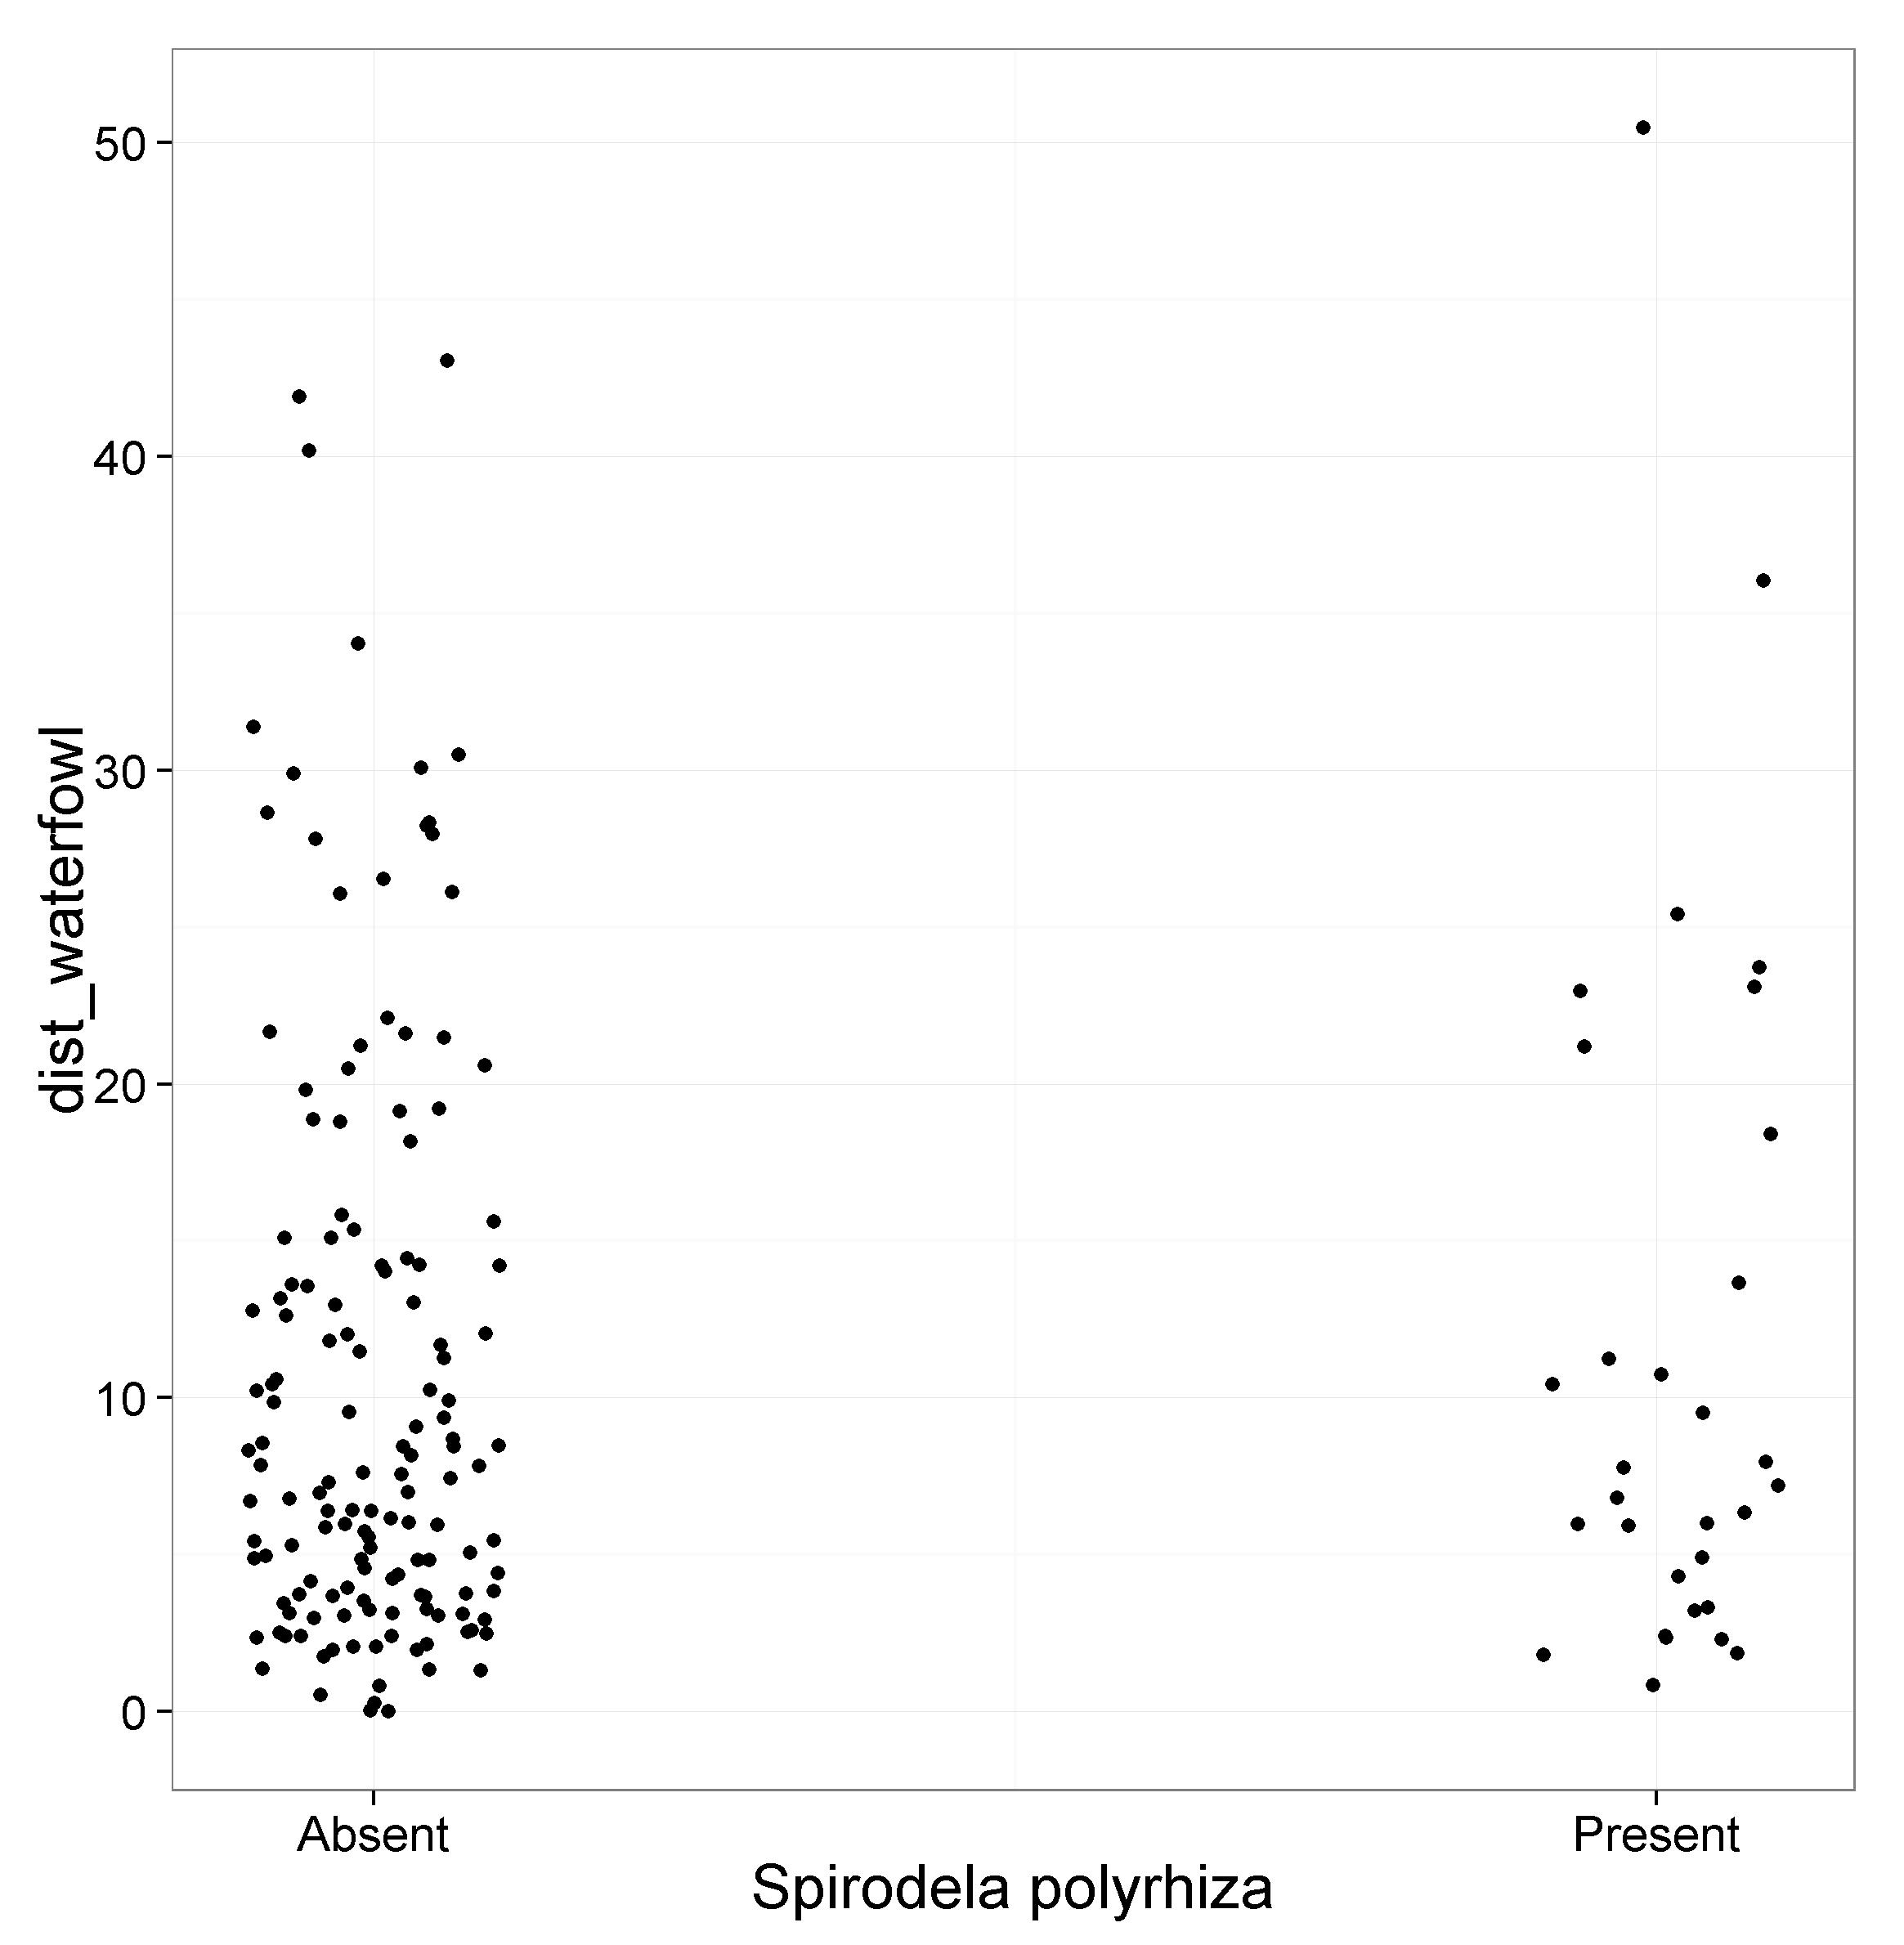 dist_waterfowl
50
40
30
20
10
0
Absent
Present
Spirodela polyrhiza